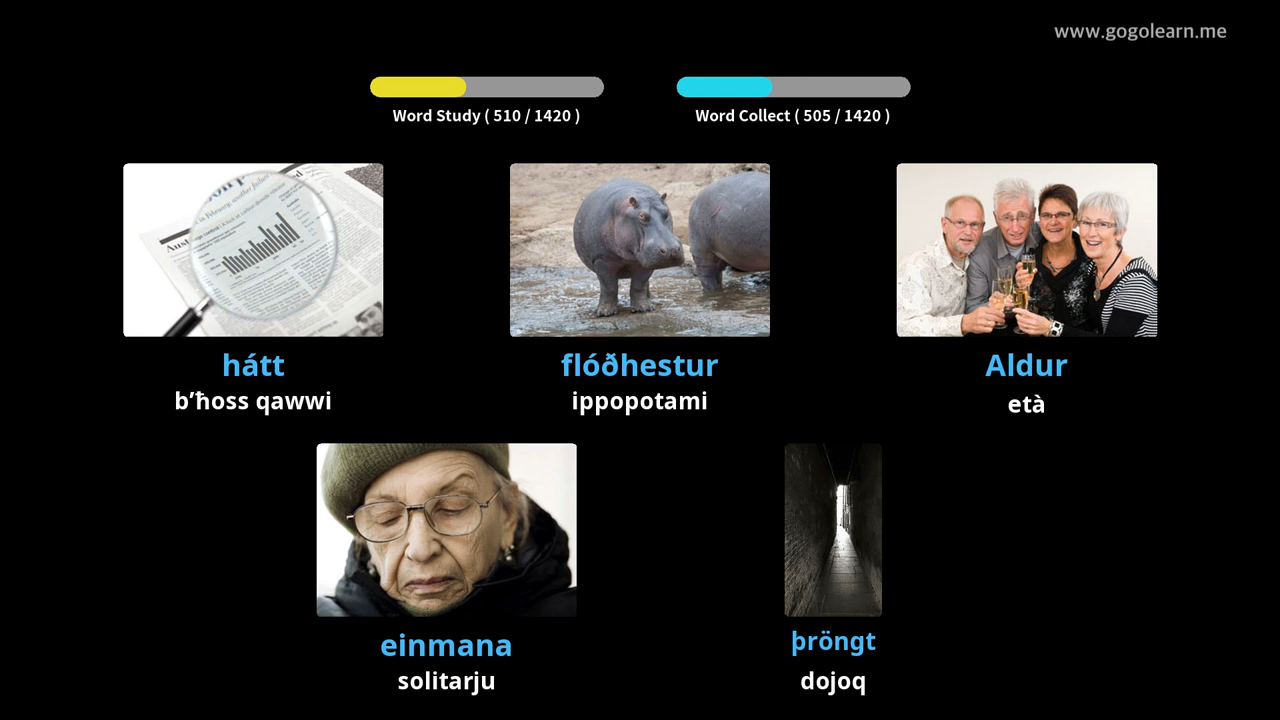 www.gogolearn.me
Word Study ( 510 / 1420 )
Word Collect ( 505 / 1420 )
hátt
b’ħoss qawwi
flóðhestur
ippopotami
Aldur
età
einmana
solitarju
þröngt
dojoq